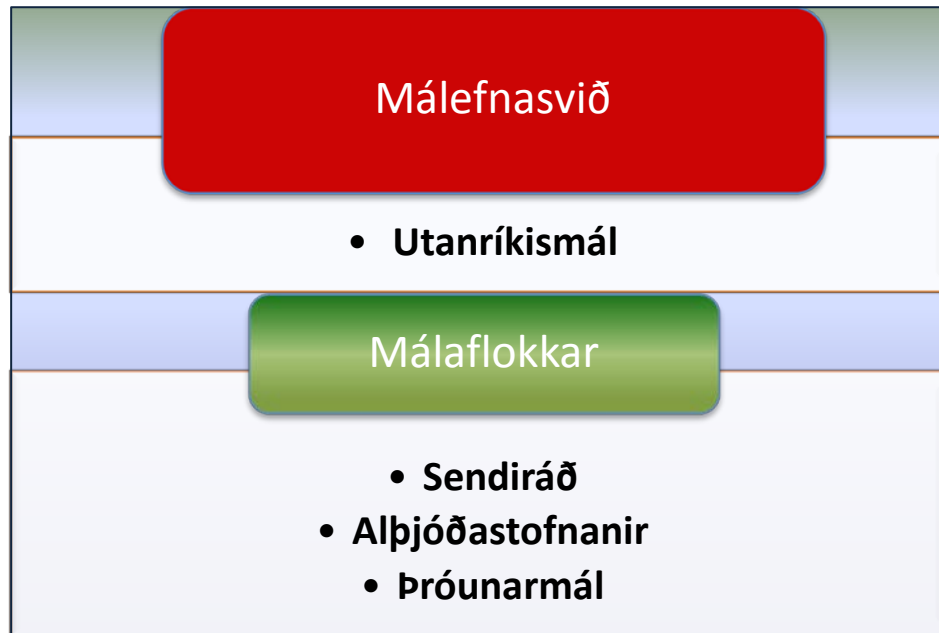 Málefnasvið
• Utanríkismál
Málaflokkar
• Sendiráð
• Alþjóðastofnanir
• Þróunarmál